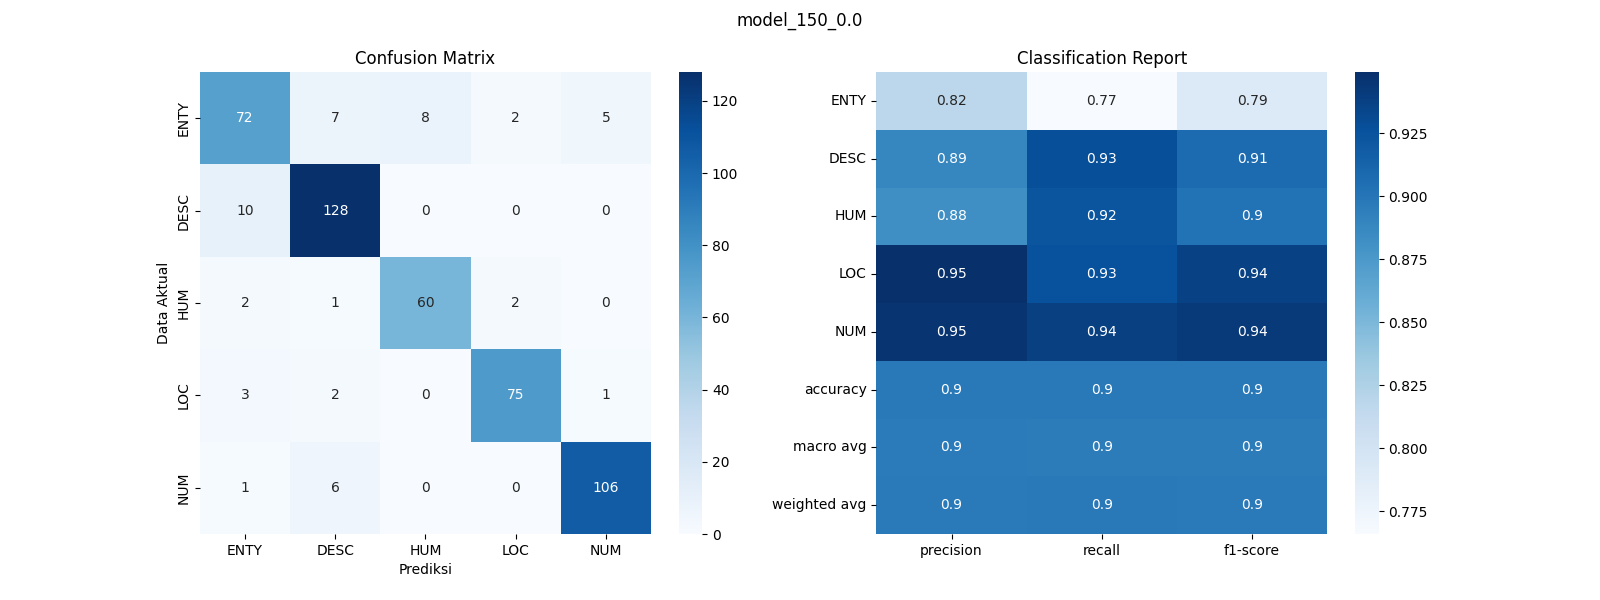 model_150_0.0
Confusion Matrix
ENTY 72 7 8 2 5
DESC 10 128 0 0 0
HUM 2 1 60 2 0
LOC 3 2 0 75 1
NUM 1 6 0 0 106
ENTY DESC HUM LOC NUM
Prediksi
Data Aktual
120
100
80
60
40
20
0
Classification Report
ENTY 0.82 0.77 0.79
DESC 0.89 0.93 0.91
HUM 0.88 0.92 0.9
LOC 0.95 0.93 0.94
NUM 0.95 0.94 0.94
accuracy 0.9 0.9 0.9
macro avg 0.9 0.9 0.9
weighted avg 0.9 0.9 0.9
precision recall f1-score
0.925
0.900
0.875
0.850
0.825
0.800
0.775